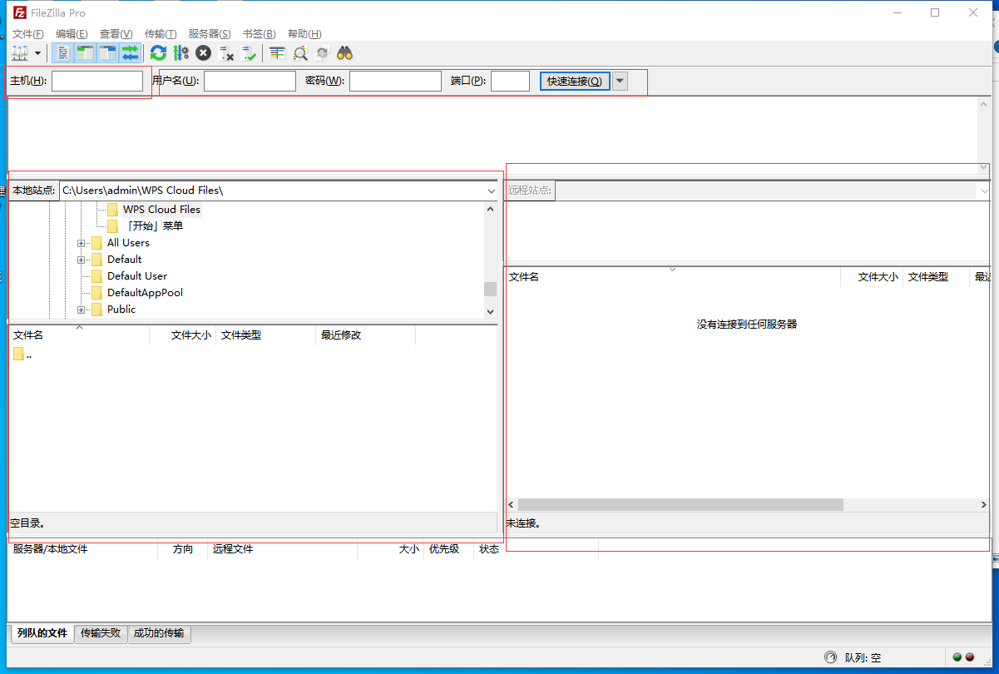 FileZilla Pro
文件(F) 编辑(E) 查看(V) 传输(T) 服务器(S) 书签(B) 帮助(H)
主机(H): 用户名(U): 密码(W): 端口(P): 快速连接(Q)
本地站点: C:\Users\admin\WPS Cloud Files\
WPS Cloud Files
「开始」菜单
All Users
Default
Default User
DefaultAppPool
Public
文件名 文件大小 文件类型 最近修改
..
空目录。
远程站点:
文件名 文件大小 文件类型 最近
没有连接到任何服务器
未连接。
服务器/本地文件 方向 远程文件 大小 优先级 状态
列队的文件 传输失败 成功的传输
队列: 空